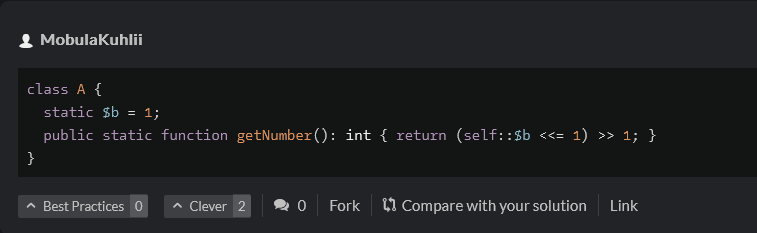 MobulaKuhlii
class A {
  static $b = 1;
  public static function getNumber(): int { return (self::$b <<= 1) >> 1; }
}
Best Practices 0 Clever 2 0 Fork Compare with your solution Link